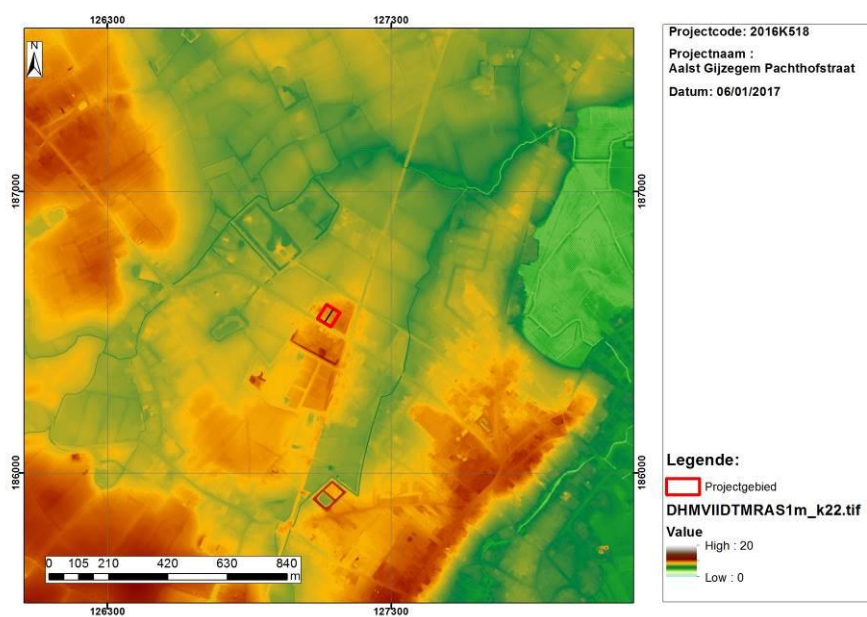 126300
127300
N
187000
187000
186000
186000
0 105 210 420 630 840
m
126300
127300
Projectcode: 2016K518
Projectnaam :
Aalst Gijzegem Pachthofstraat
Datum: 06/01/2017
Legende:
Projectgebied
DHMVIIDTMRAS1m_k22.tif
Value
High : 20
Low : 0